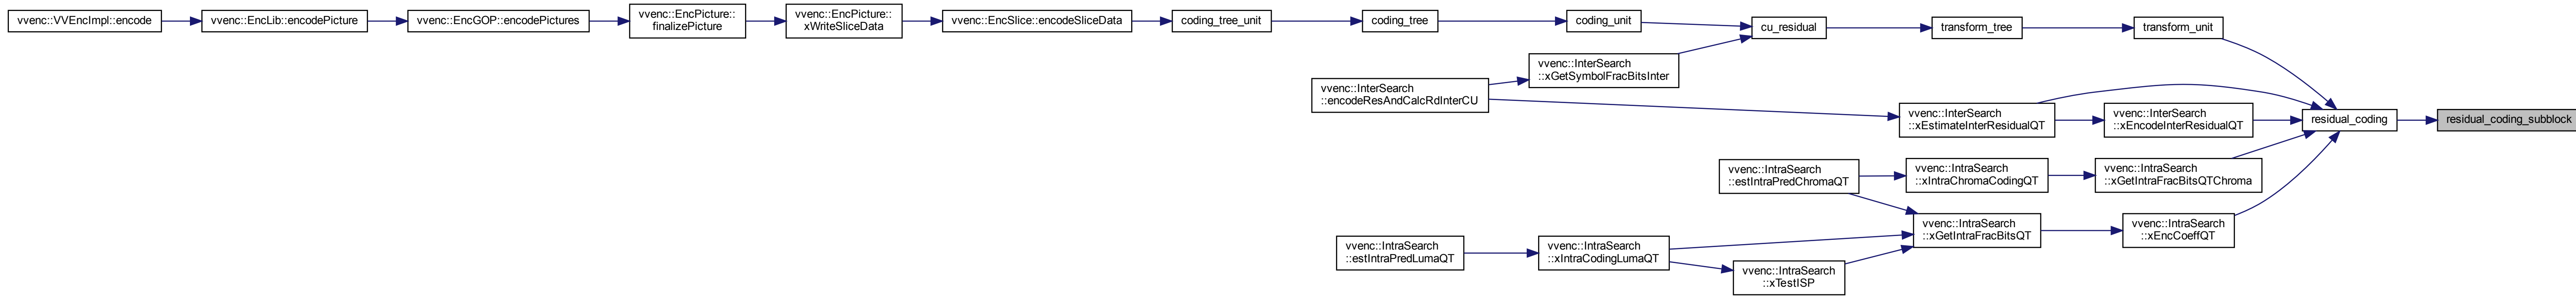 vvenc::VVEncImpl::encode
vvenc::EncLib::encodePicture
vvenc::EncGOP::encodePictures
vvenc::EncPicture::
finalizePicture
vvenc::EncPicture::
xWriteSliceData
vvenc::EncSlice::encodeSliceData
coding_tree_unit
coding_tree
coding_unit
cu_residual
transform_tree
transform_unit
vvenc::InterSearch
::xGetSymbolFracBitsInter
vvenc::InterSearch
::encodeResAndCalcRdInterCU
vvenc::InterSearch
::xEstimateInterResidualQT
vvenc::InterSearch
::xEncodeInterResidualQT
residual_coding
residual_coding_subblock
vvenc::IntraSearch
::estIntraPredChromaQT
vvenc::IntraSearch
::xIntraChromaCodingQT
vvenc::IntraSearch
::xGetIntraFracBitsQTChroma
vvenc::IntraSearch
::xGetIntraFracBitsQT
vvenc::IntraSearch
::xEncCoeffQT
vvenc::IntraSearch
::estIntraPredLumaQT
vvenc::IntraSearch
::xIntraCodingLumaQT
vvenc::IntraSearch
::xTestISP